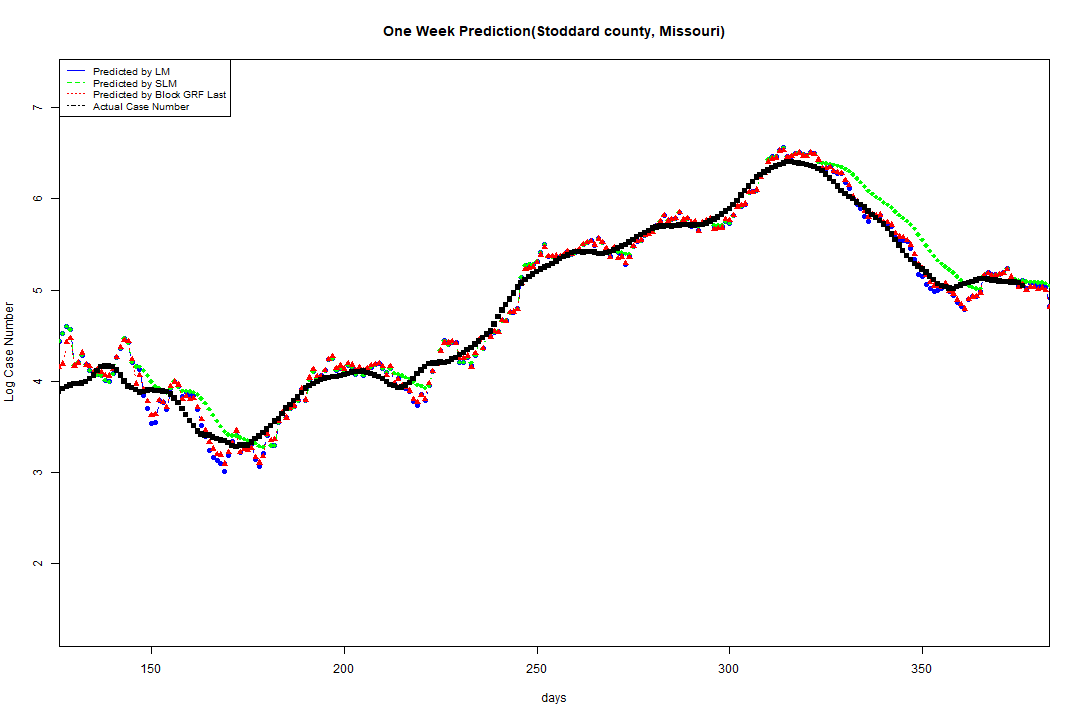 One Week Prediction(Stoddard county, Missouri)
Predicted by LM
Predicted by SLM
Predicted by Block GRF Last
Actual Case Number
7
6
5
4
3
2
Log Case Number
150 200 250 300 350
days